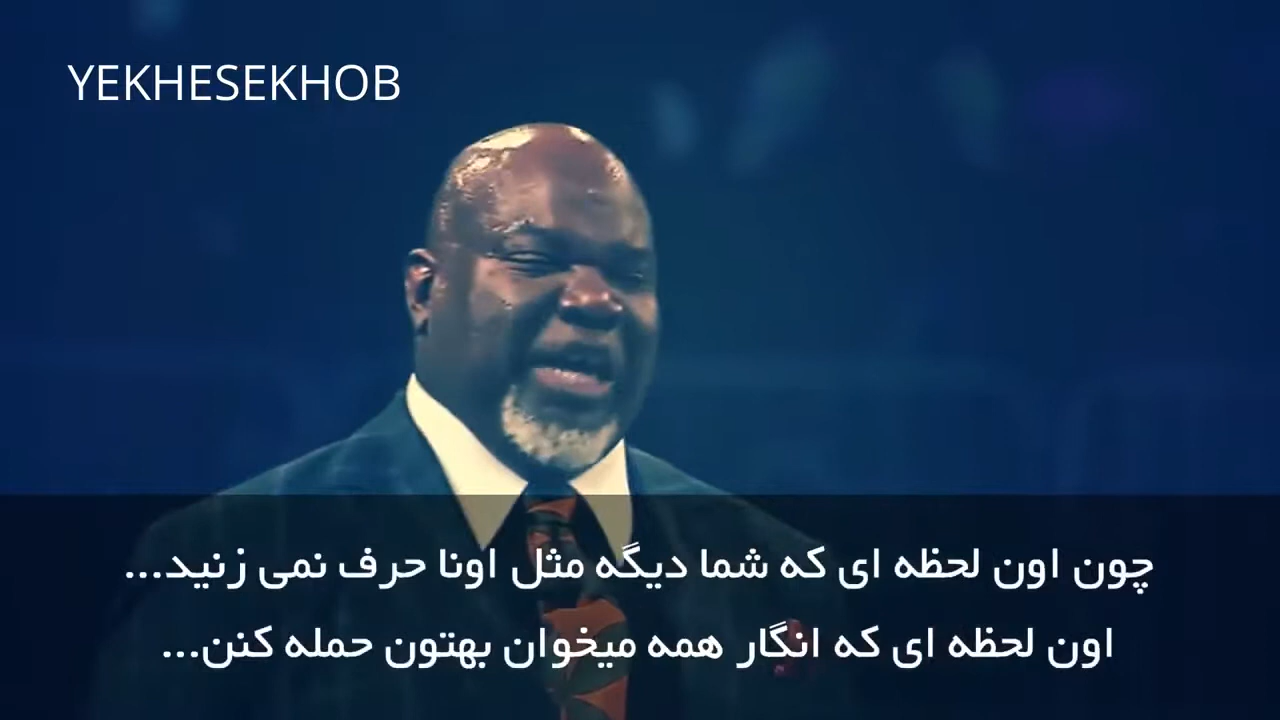 YEKHESEKHOB
چون اون لحظه ای که شما دیگه مثل اونا حرف نمی زنید...
اون لحظه ای که انگار همه میخوان بهتون حمله کنن...